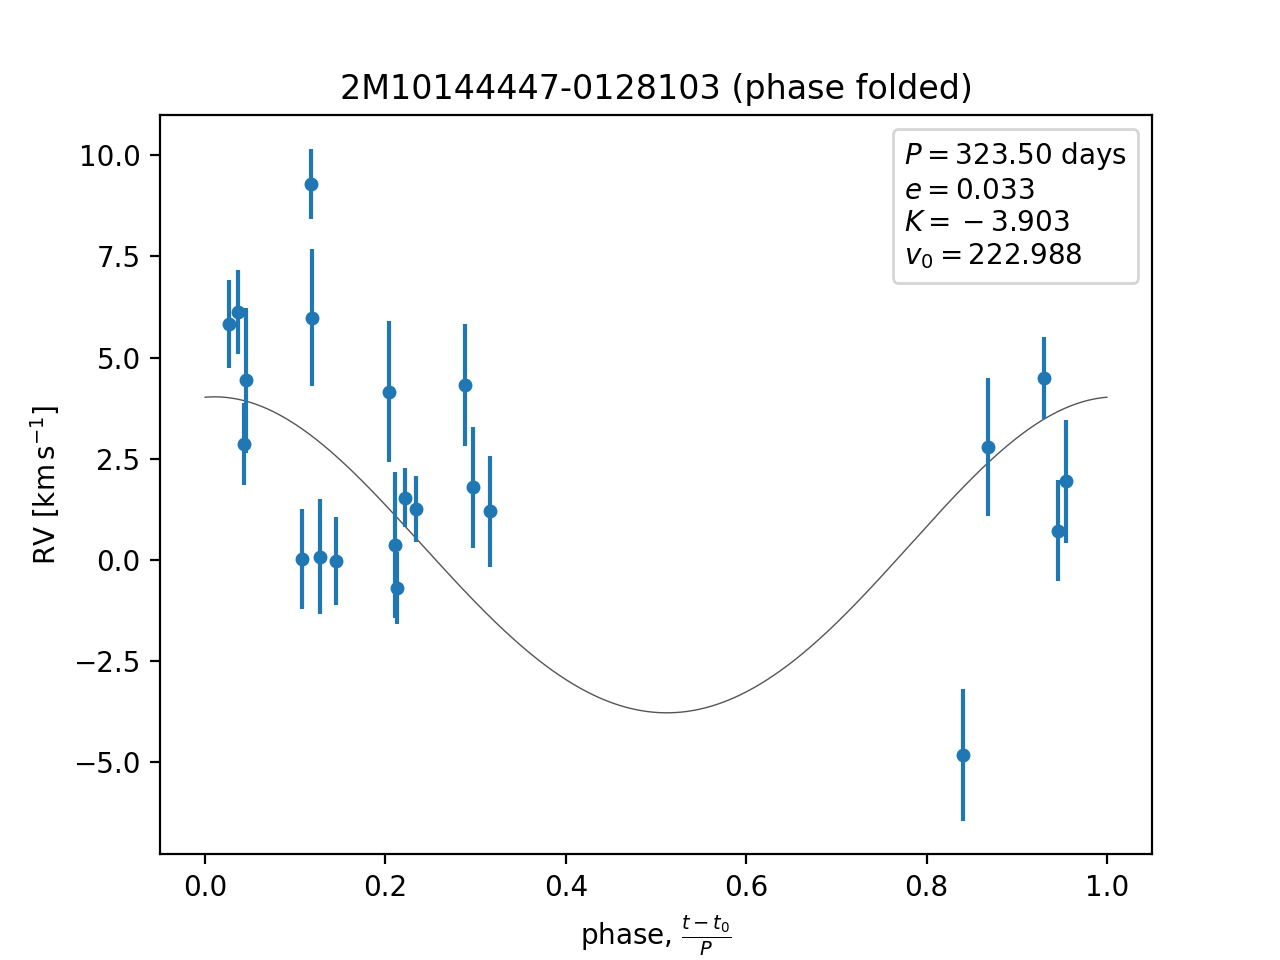 2M10144447-0128103 (phase folded)
P = 323.50 days
e = 0.033
K = −3.903
v₀ = 222.988
10.0
7.5
5.0
2.5
0.0
−2.5
−5.0
RV [km s⁻¹]
0.0 0.2 0.4 0.6 0.8 1.0
phase, (t − t₀)/P